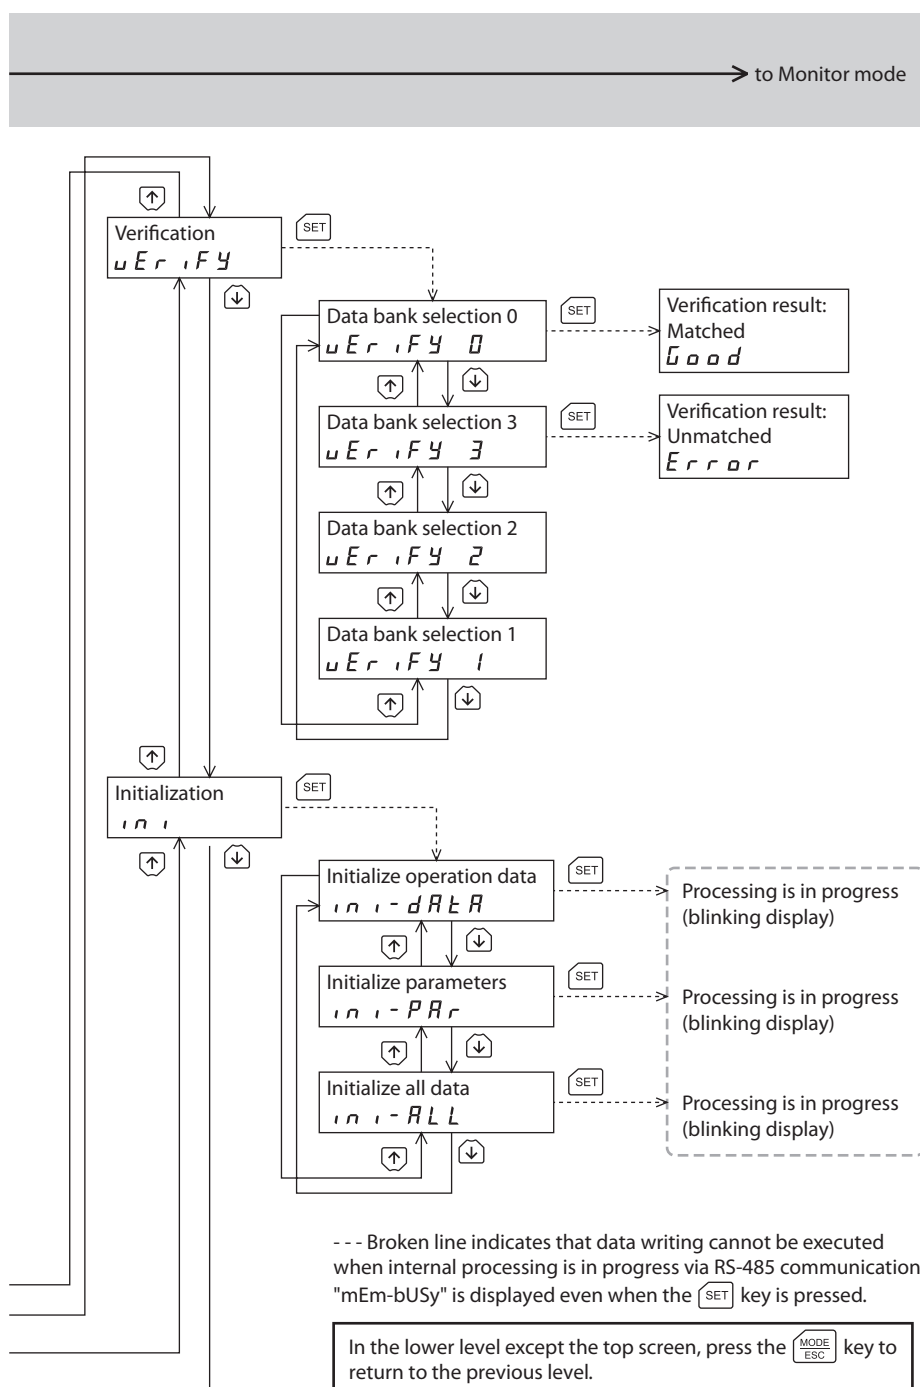 to Monitor mode
Verification
SET
uEriFY
Data bank selection 0
SET
uEriFY 0
Verification result:
Matched
Good
Data bank selection 3
SET
uEriFY 3
Verification result:
Unmatched
Error
Data bank selection 2
uEriFY 2
Data bank selection 1
uEriFY 1
Initialization
SET
ini
Initialize operation data
SET
ini-dAtA
Processing is in progress
(blinking display)
Initialize parameters
SET
ini-PAr
Processing is in progress
(blinking display)
Initialize all data
SET
ini-ALL
Processing is in progress
(blinking display)
- - - Broken line indicates that data writing cannot be executed
when internal processing is in progress via RS-485 communication
"mEm-bUSy" is displayed even when the SET key is pressed.
In the lower level except the top screen, press the MODE ESC key to
return to the previous level.